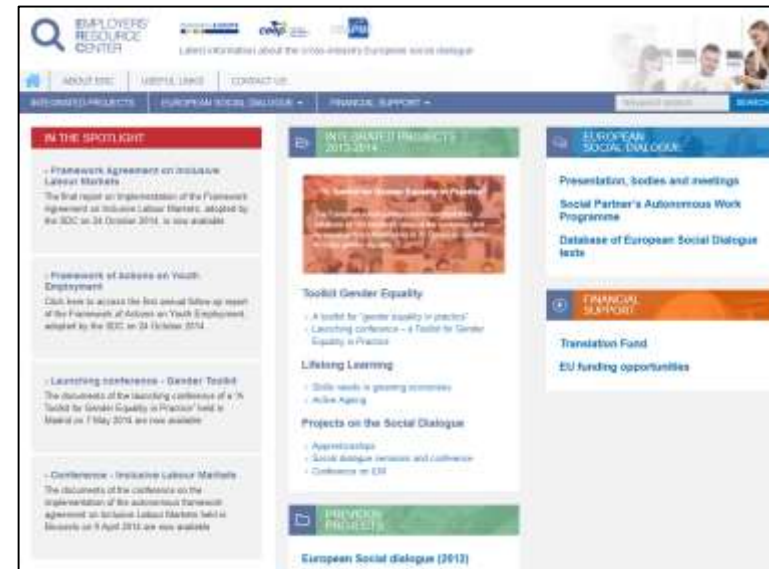 EMPLOYERS'
RESOURCE
CENTER
Latest information about the cross-industry European social dialogue
ABOUT ERC
USEFUL LINKS
CONTACT US
INTEGRATED PROJECTS
EUROPEAN SOCIAL DIALOGUE
FINANCIAL SUPPORT
SEARCH
IN THE SPOTLIGHT
Framework Agreement on Inclusive
Labour Markets
The final report on Implementation of the Framework
Agreement on Inclusive Labour Markets, adopted by
the SDC on 24 October 2014, is now available
Framework of Actions on Youth
Employment
Click here to access the first annual follow up report
of the Framework of Actions on Youth Employment
adopted by the SDC on 24 October 2014
Launching conference - Gender Toolkit
The documents of the launching conference of a "A
Toolkit for Gender Equality in Practice" held in
Madrid on 7 May 2014 are now available
Conference - Inclusive Labour Markets
The documents of the conference on the
implementation of the autonomous framework
agreement on Inclusive Labour Markets held in
Brussels on 9 April 2014 are now available
INTEGRATED PROJECTS
2013-2014
"A Toolkit for Gender Equality in Practice"
Toolkit Gender Equality
A toolkit for "gender equality in practice"
Launching conference – a Toolkit for Gender
Equality in Practice
Lifelong Learning
Skills needs in greening economies
Active Ageing
Projects on the Social Dialogue
Apprenticeships
Social dialogue seminars and conference
Conference on
PREVIOUS
PROJECTS
European Social dialogue (2012)
EUROPEAN
SOCIAL DIALOGUE
Presentation, bodies and meetings
Social Partner's Autonomous Work
Programme
Database of European Social Dialogue
texts
FINANCIAL
SUPPORT
Translation Fund
EU funding opportunities